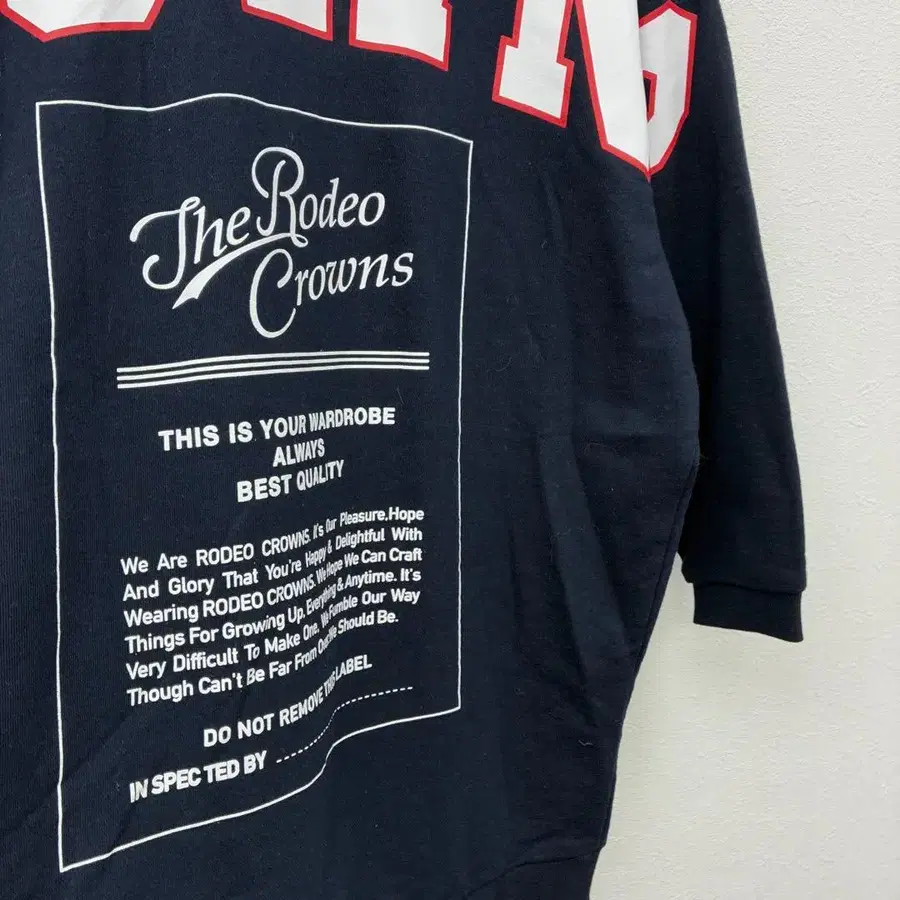 The Rodeo
Crowns
THIS IS YOUR WARDROBE
ALWAYS
BEST QUALITY
We Are RODEO CROWNS. It's Our Pleasure.Hope
And Glory That You're Happy & Delightful With
Wearing RODEO CROWNS. We Hope We Can Craft
Things For Growing Up, Everything & Anytime. It's
Very Difficult To Make One, We Fumble Our Way
Though Can't Be Far From Should Be.
DO NOT REMOVE THIS LABEL
IN SPEC TED BY